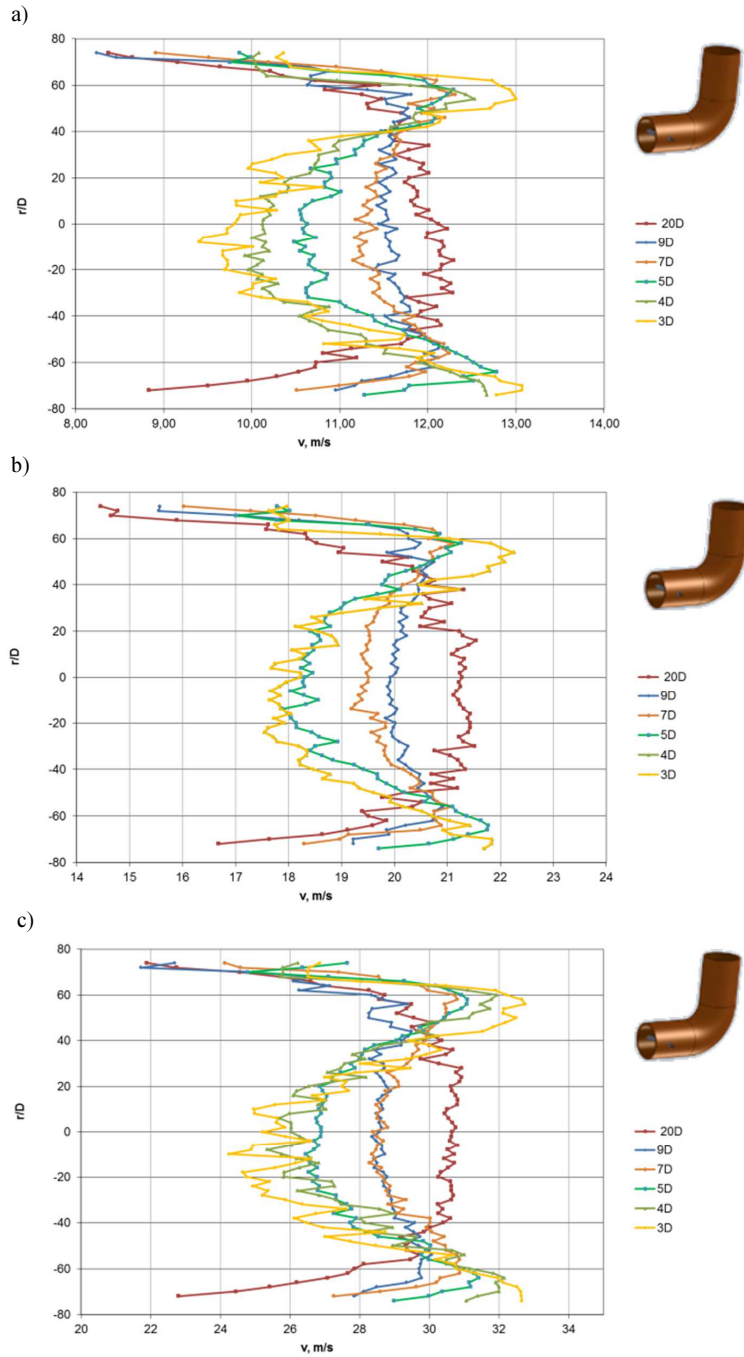 a)
80
60
40
20
0
-20
-40
-60
-80
r/D
8,00 9,00 10,00 11,00 12,00 13,00 14,00
v, m/s
20D
9D
7D
5D
4D
3D
b)
80
60
40
20
0
-20
-40
-60
-80
r/D
14 15 16 17 18 19 20 21 22 23 24
v, m/s
20D
9D
7D
5D
4D
3D
c)
80
60
40
20
0
-20
-40
-60
-80
r/D
20 22 24 26 28 30 32 34
v, m/s
20D
9D
7D
5D
4D
3D